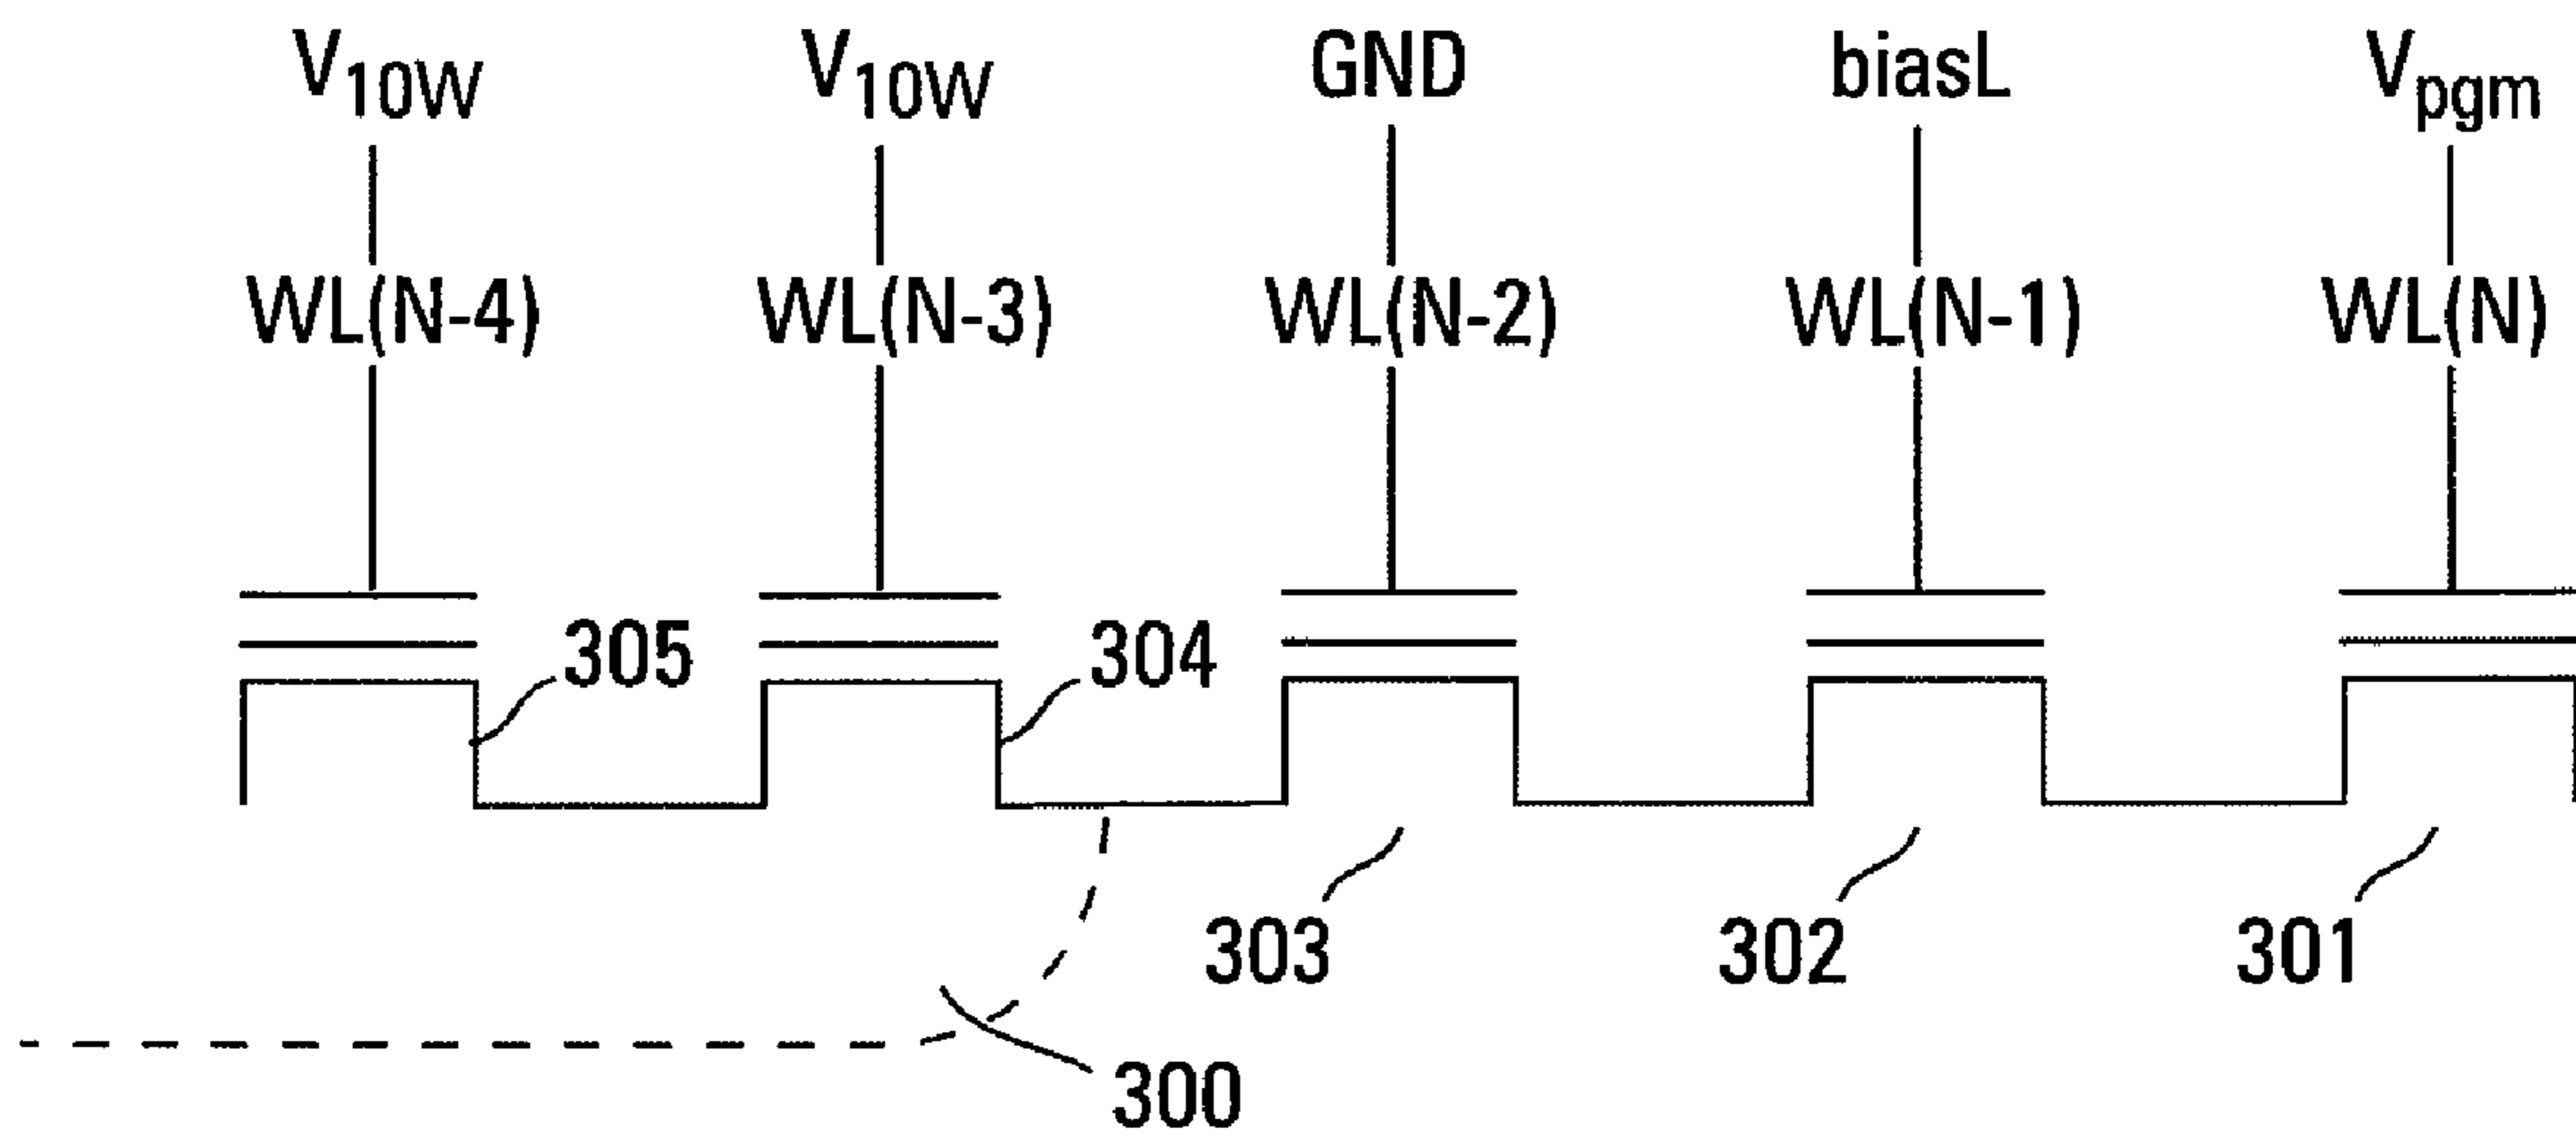 V10W V10W GND biasL Vpgm
WL(N-4) WL(N-3) WL(N-2) WL(N-1) WL(N)
305 304
303 302 301
300